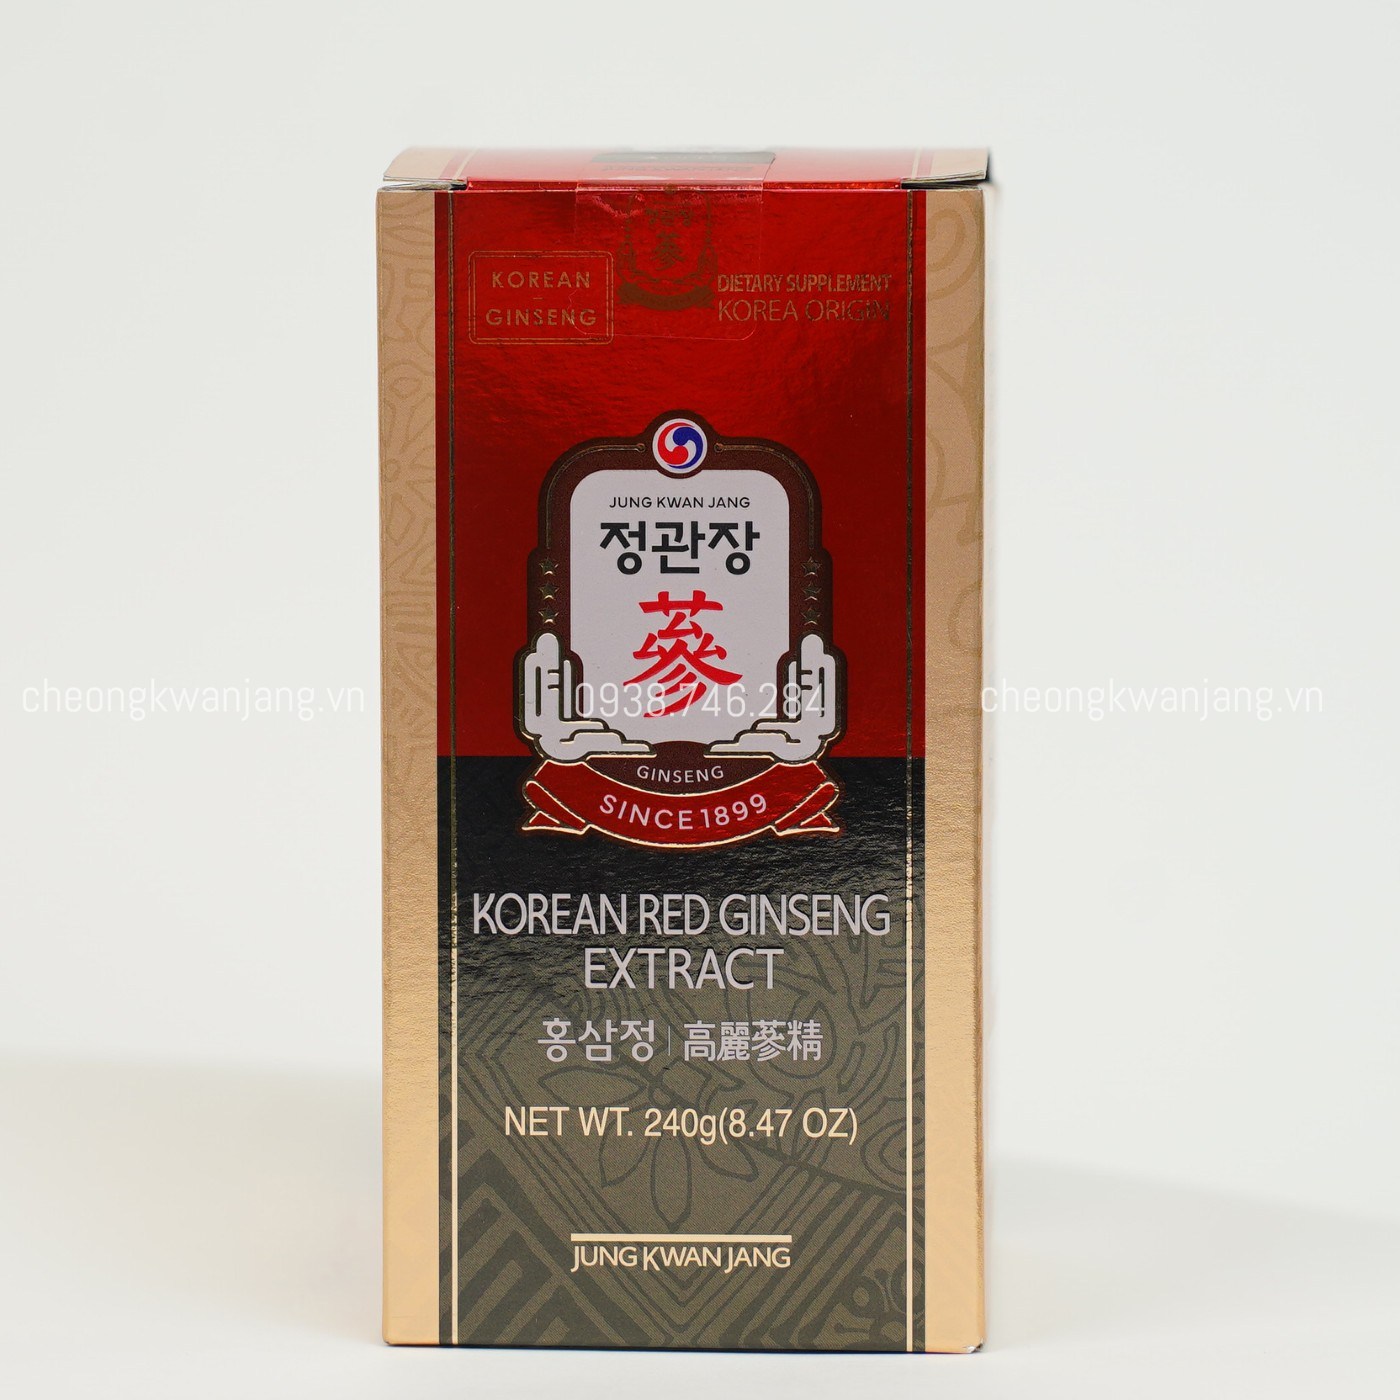 KOREAN
GINSENG
DIETARY SUPPLEMENT
KOREA ORIGIN
JUNG KWAN JANG
정관장
蔘
cheongkwanjang.vn
0938.746.284
cheongkwanjang.vn
GINSENG
SINCE 1899
KOREAN RED GINSENG
EXTRACT
홍삼정 | 高麗蔘精
NET WT. 240g(8.47 OZ)
JUNG KWAN JANG